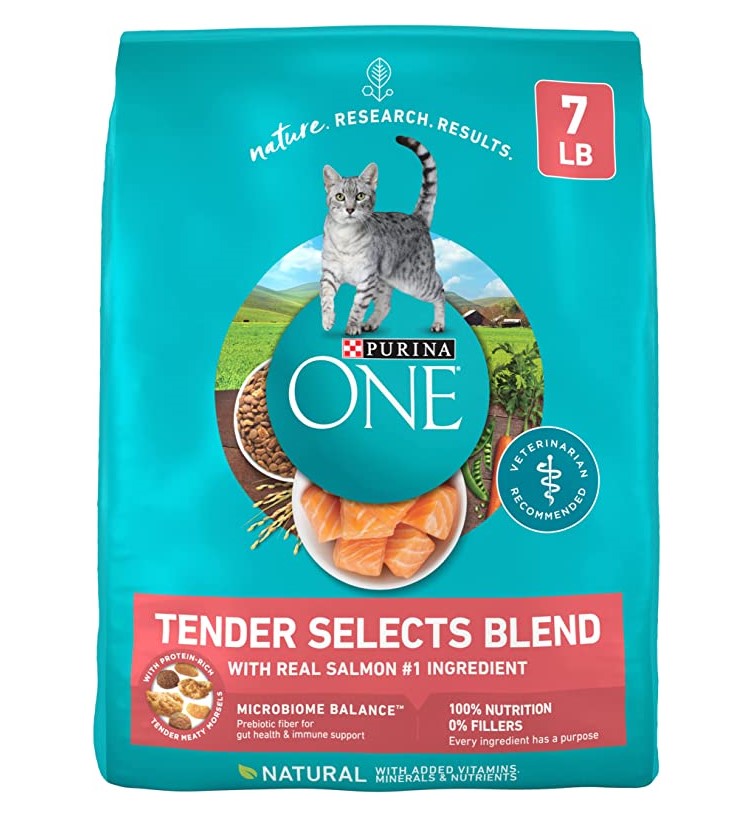 nature. RESEARCH. RESULTS.
7
LB
PURINA
ONE®
VETERINARIAN
RECOMMENDED
TENDER SELECTS BLEND
WITH REAL SALMON #1 INGREDIENT
WITH PROTEIN-RICH
TENDER MEATY MORSELS
MICROBIOME BALANCE™
Prebiotic fiber for
gut health & immune support
100% NUTRITION
0% FILLERS
Every ingredient has a purpose
NATURAL WITH ADDED VITAMINS,
MINERALS & NUTRIENTS